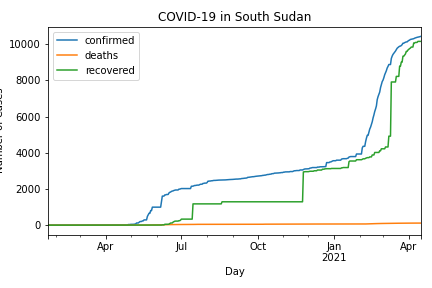 COVID-19 in South Sudan
confirmed
deaths
recovered
10000
8000
6000
4000
2000
0
Apr
Jul
Oct
Jan
2021
Apr
Day